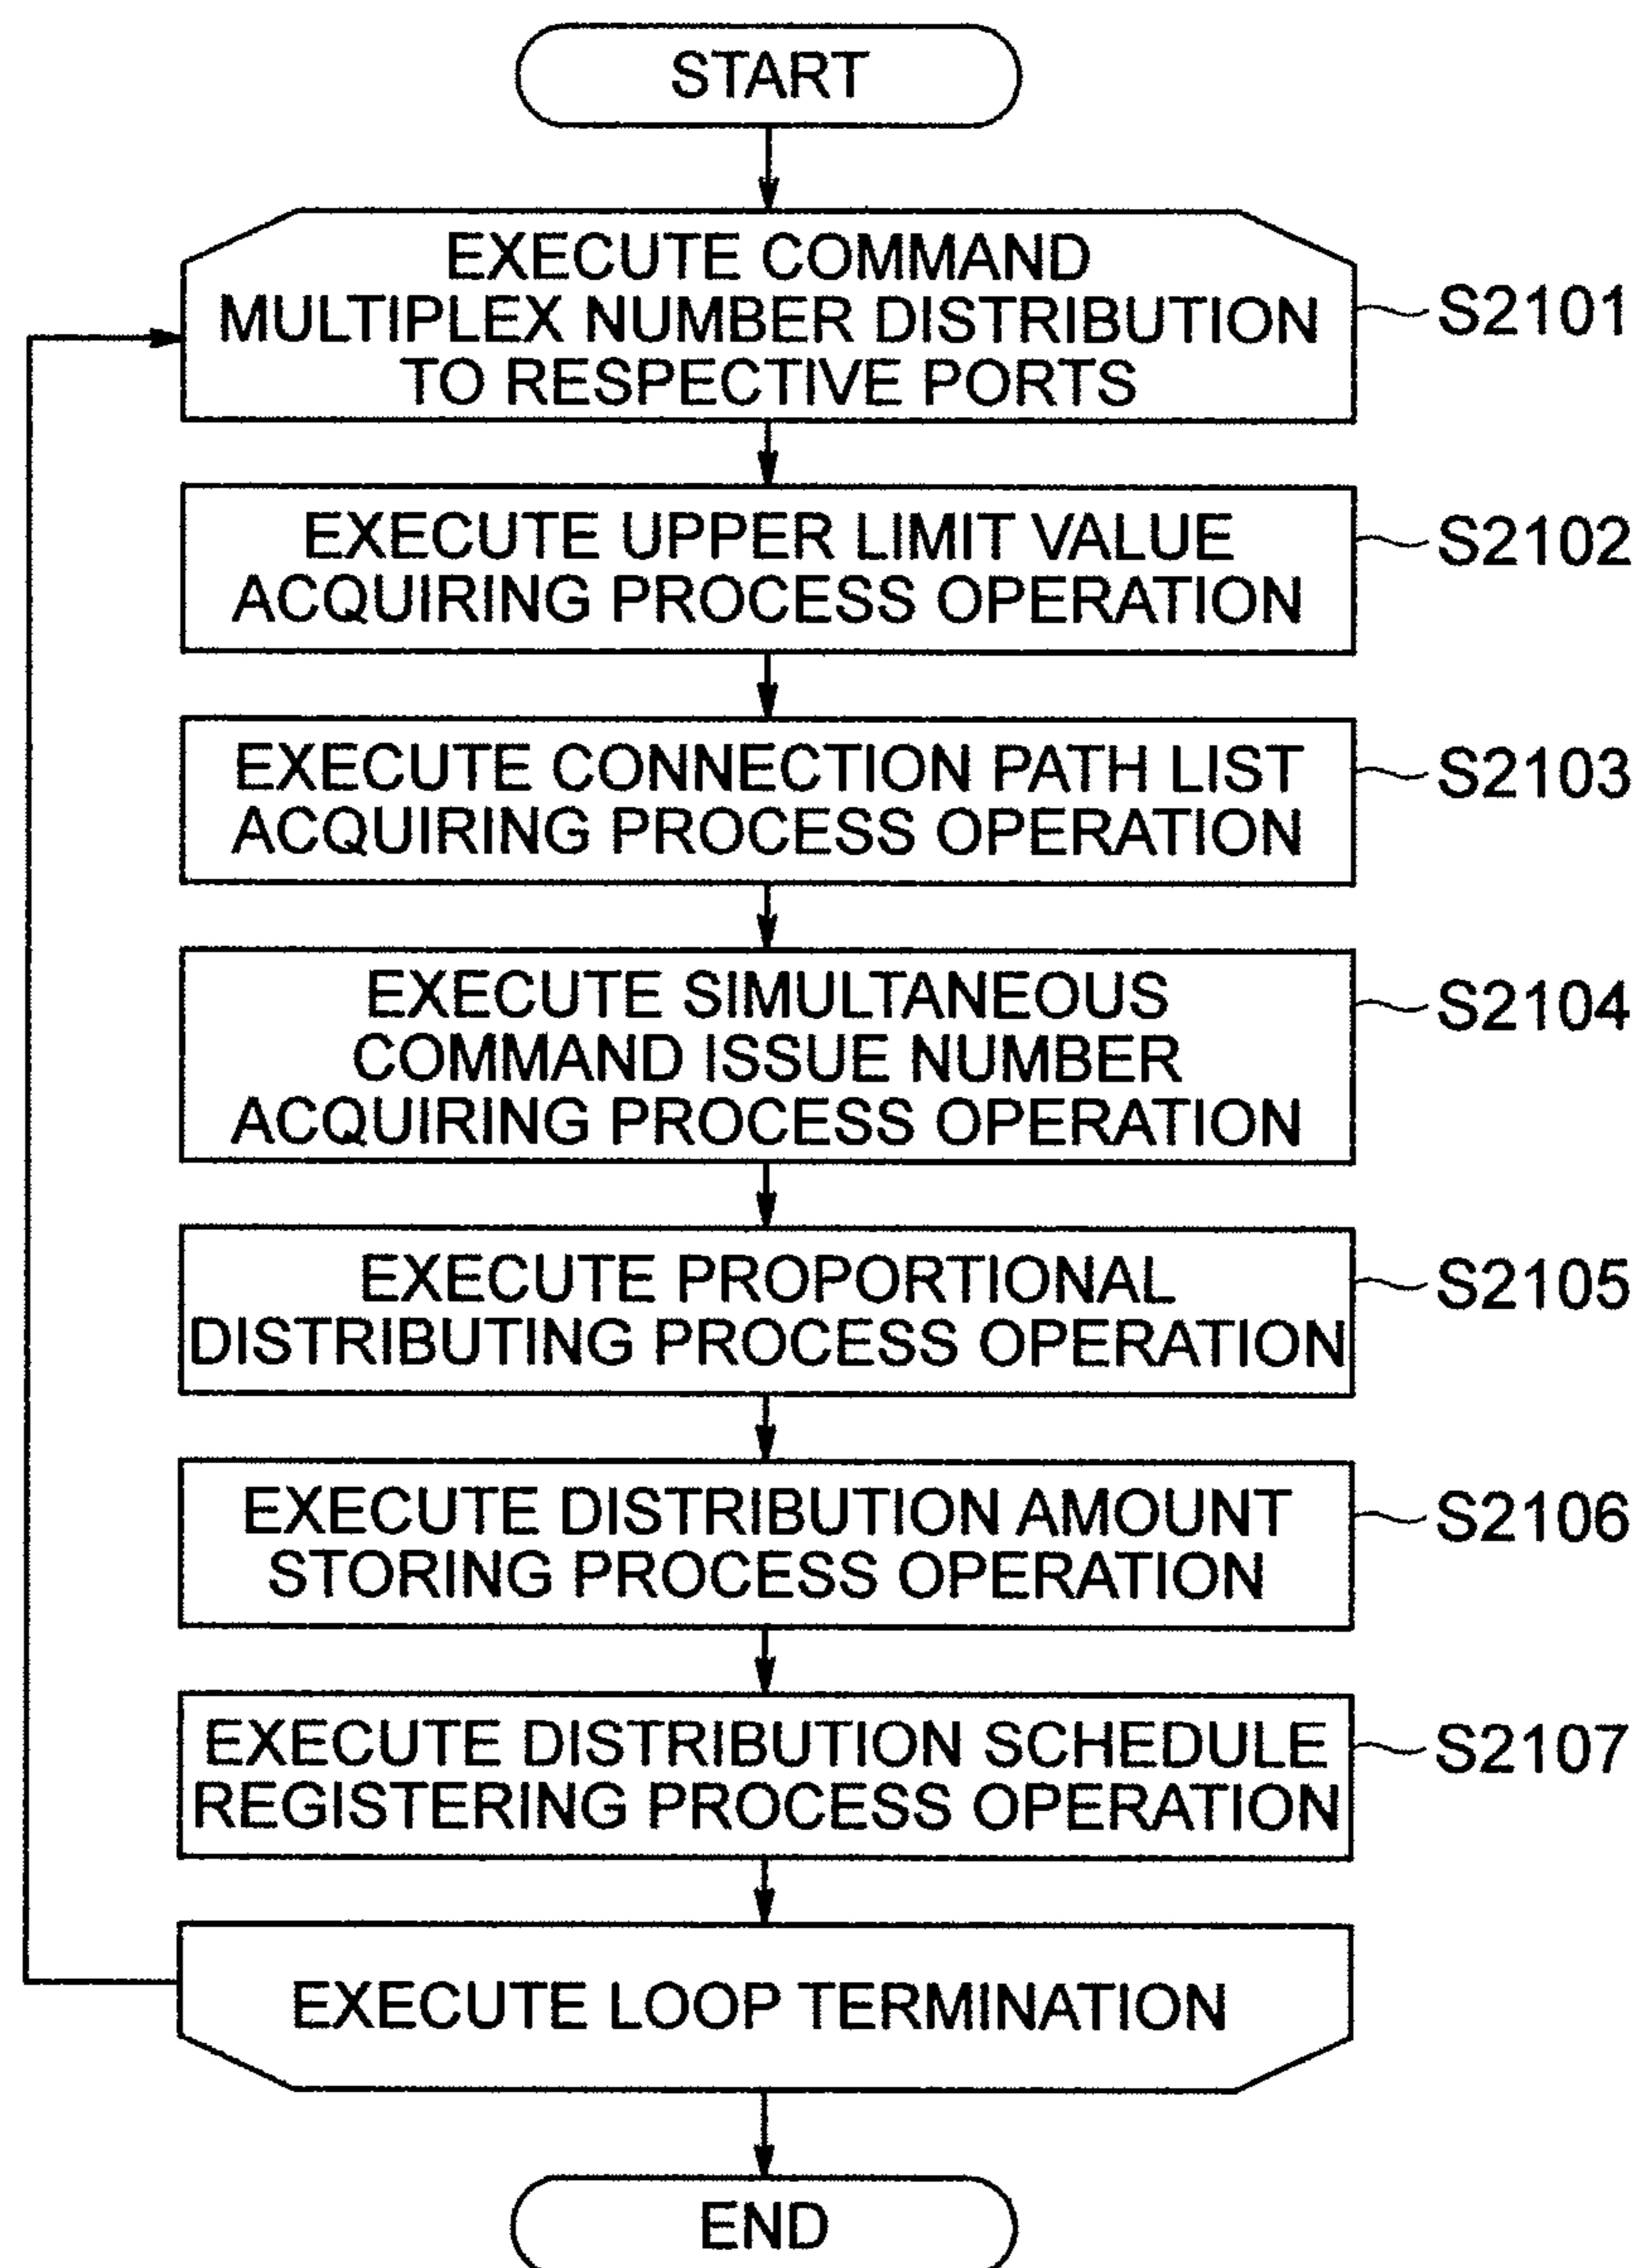 START
EXECUTE COMMAND
MULTIPLEX NUMBER DISTRIBUTION
TO RESPECTIVE PORTS
S2101
EXECUTE UPPER LIMIT VALUE
ACQUIRING PROCESS OPERATION
S2102
EXECUTE CONNECTION PATH LIST
ACQUIRING PROCESS OPERATION
S2103
EXECUTE SIMULTANEOUS
COMMAND ISSUE NUMBER
ACQUIRING PROCESS OPERATION
S2104
EXECUTE PROPORTIONAL
DISTRIBUTING PROCESS OPERATION
S2105
EXECUTE DISTRIBUTION AMOUNT
STORING PROCESS OPERATION
S2106
EXECUTE DISTRIBUTION SCHEDULE
REGISTERING PROCESS OPERATION
S2107
EXECUTE LOOP TERMINATION
END